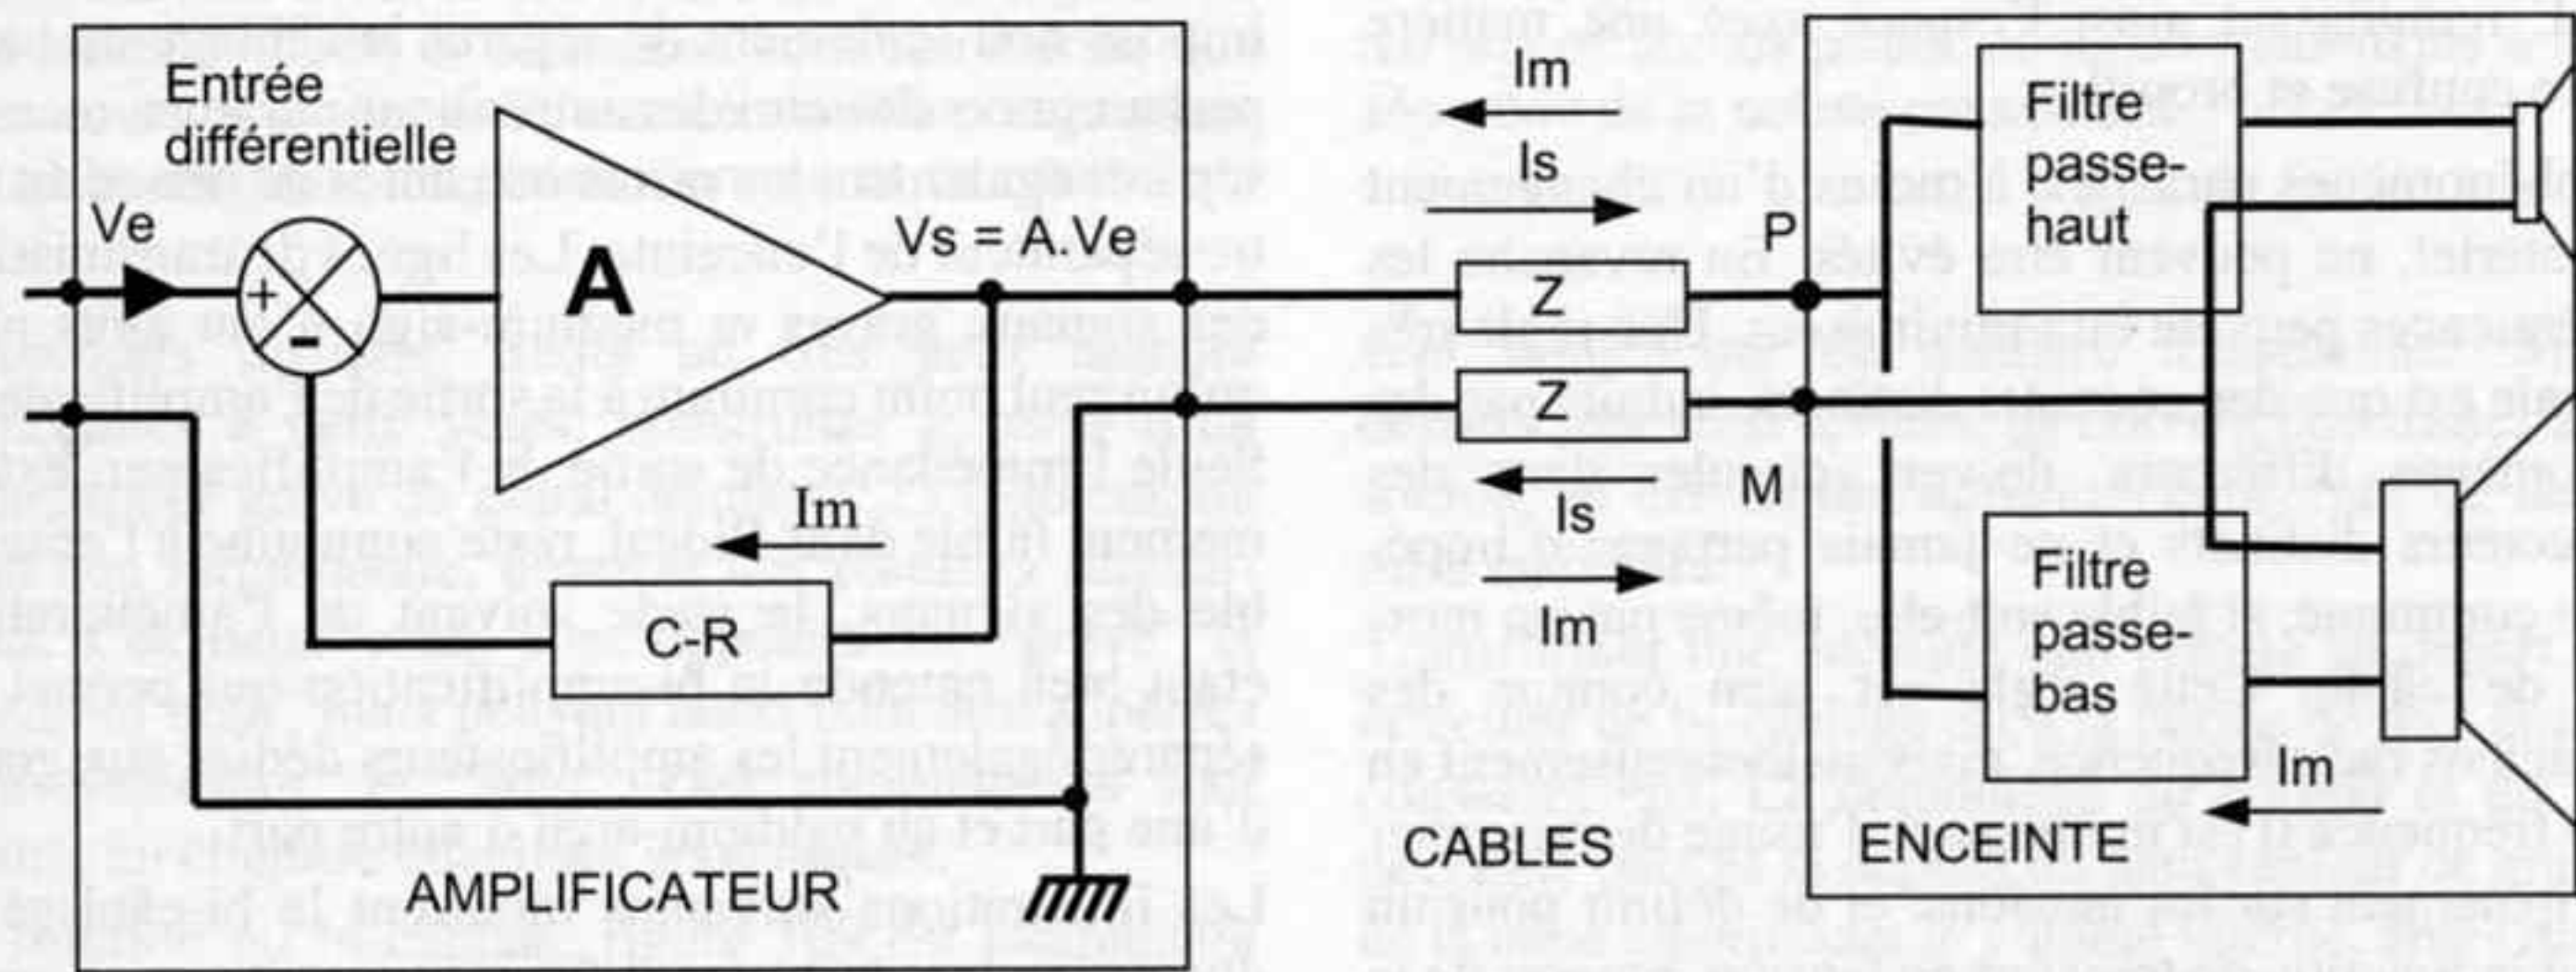 Entrée
différentielle
Ve
+
-
A
Vs = A.Ve
Im
C-R
AMPLIFICATEUR
Im
Is
P
Z
Z
M
Is
Im
CABLES
Filtre
passe-
haut
Filtre
passe-
bas
Im
ENCEINTE